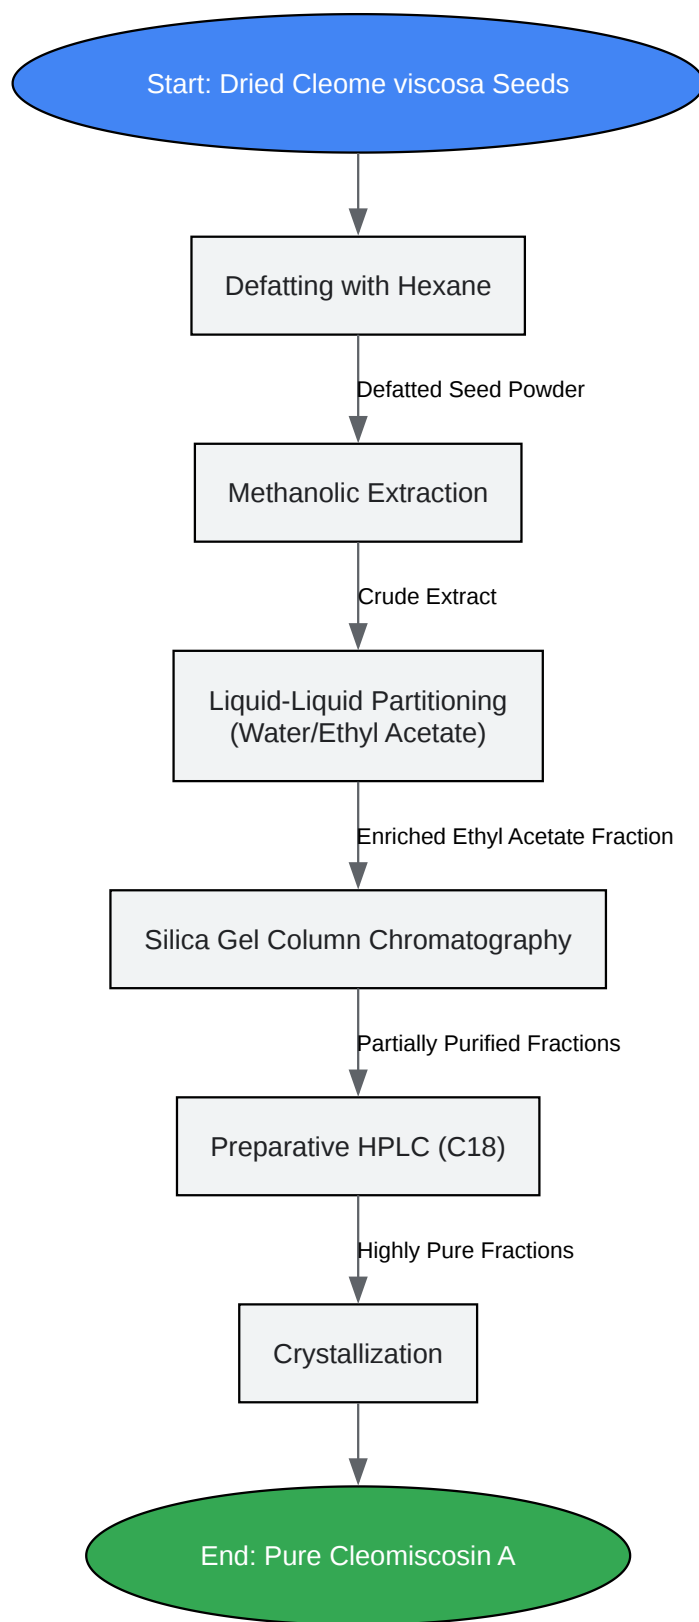 Start: Dried Cleome viscosa Seeds
Defatting with Hexane
Defatted Seed Powder
Methanolic Extraction
Crude Extract
Liquid-Liquid Partitioning
(Water/Ethyl Acetate)
Enriched Ethyl Acetate Fraction
Silica Gel Column Chromatography
Partially Purified Fractions
Preparative HPLC (C18)
Highly Pure Fractions
Crystallization
End: Pure Cleomiscosin A